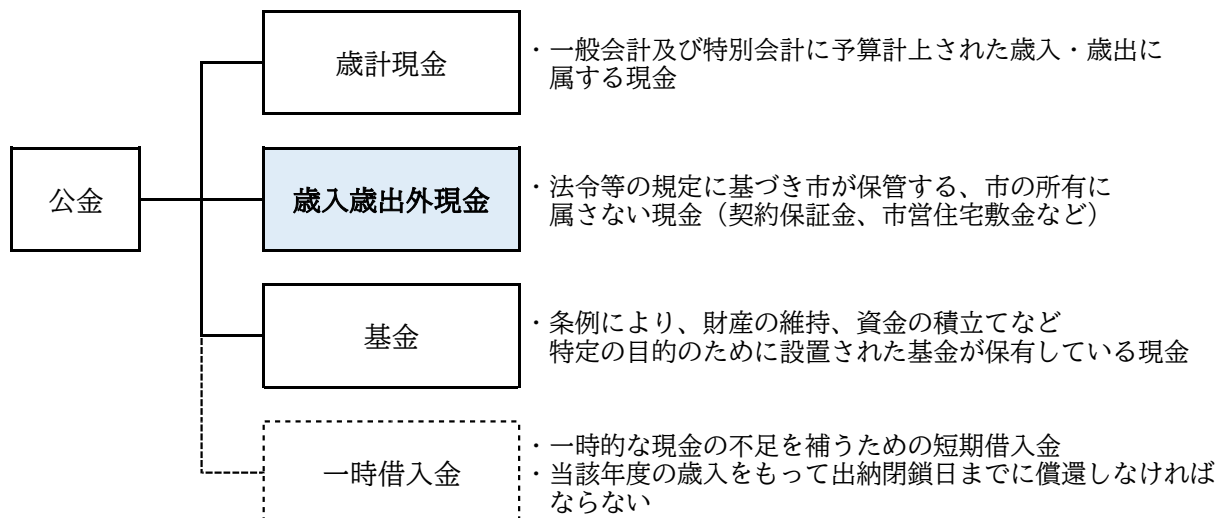 歳計現金
・一般会計及び特別会計に予算計上された歳入・歳出に
属する現金
公金
歳入歳出外現金
・法令等の規定に基づき市が保管する、市の所有に
属さない現金（契約保証金、市営住宅敷金など）
基金
・条例により、財産の維持、資金の積立てなど
特定の目的のために設置された基金が保有している現金
一時借入金
・一時的な現金の不足を補うための短期借入金
・当該年度の歳入をもって出納閉鎖日までに償還しなければ
ならない